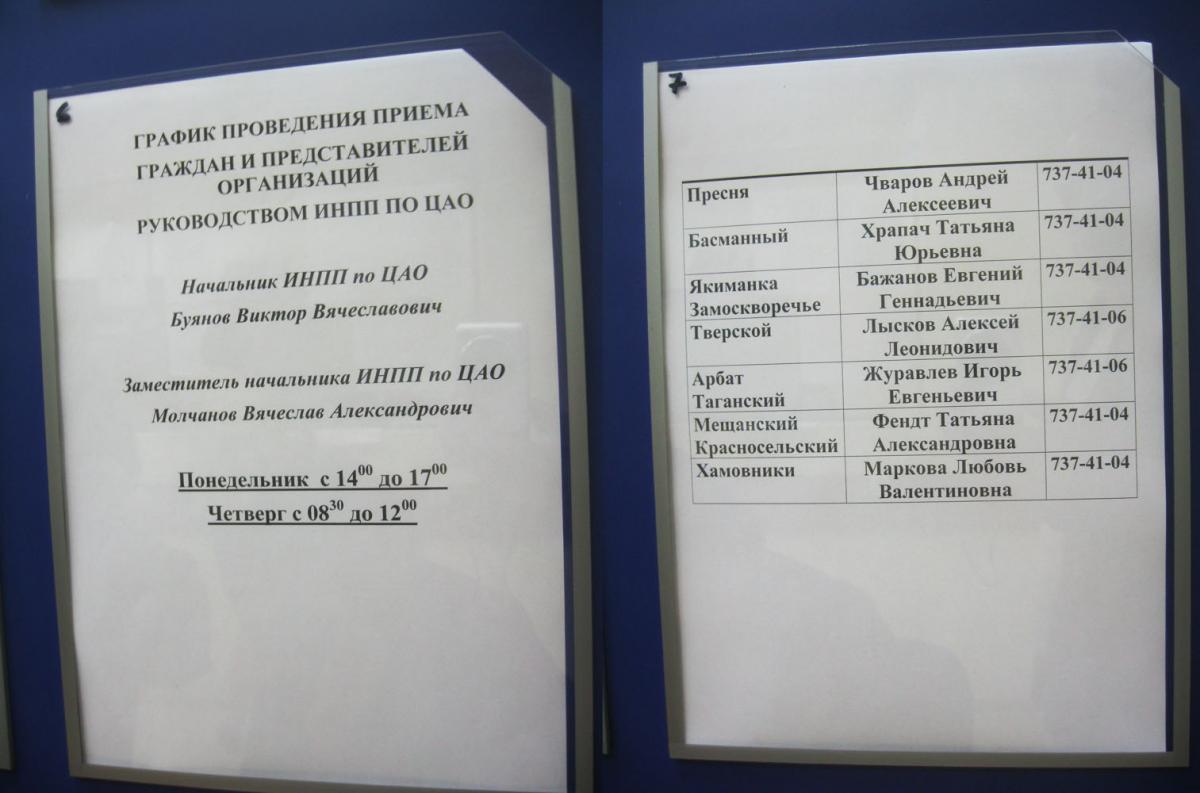 6
ГРАФИК ПРОВЕДЕНИЯ ПРИЕМА
ГРАЖДАН И ПРЕДСТАВИТЕЛЕЙ
ОРГАНИЗАЦИЙ
РУКОВОДСТВОМ ИНПП ПО ЦАО
Начальник ИНПП по ЦАО
Буянов Виктор Вячеславович
Заместитель начальника ИНПП по ЦАО
Молчанов Вячеслав Александрович
Понедельник с 14⁰⁰ до 17⁰⁰
Четверг с 08³⁰ до 12⁰⁰
7
Пресня Чваров Андрей 737-41-04
Алексеевич
Басманный Храпач Татьяна 737-41-04
Юрьевна
Якиманка Бажанов Евгений 737-41-04
Замоскворечье Геннадьевич
Тверской Лысков Алексей 737-41-06
Леонидович
Арбат Журавлев Игорь 737-41-06
Таганский Евгеньевич
Мещанский Фендт Татьяна 737-41-04
Красносельский Александровна
Хамовники Маркова Любовь 737-41-04
Валентиновна